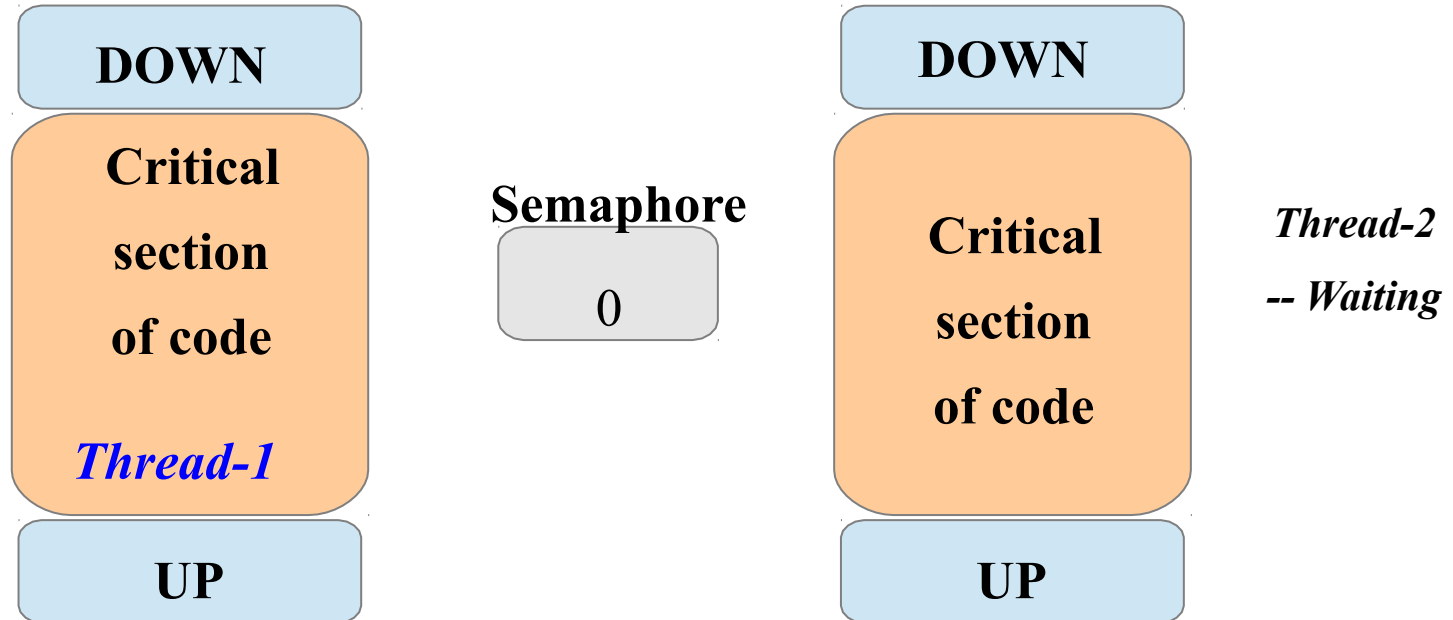 DOWN
Critical
section
of code
Thread-1
UP
Semaphore
0
DOWN
Critical
section
of code
UP
Thread-2
-- Waiting